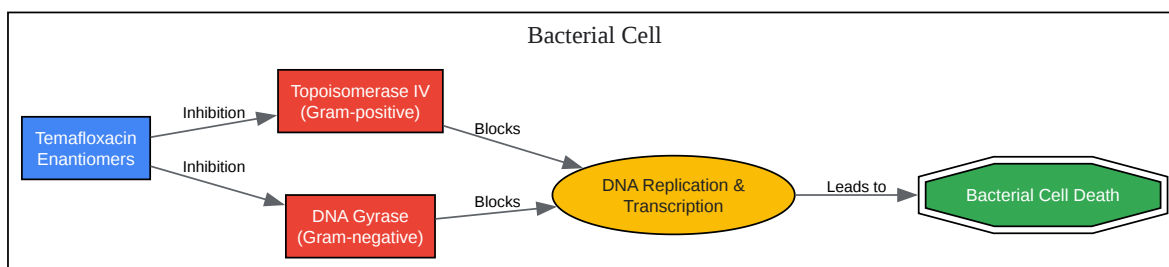 Bacterial Cell
Temafloxacin
Enantiomers
Inhibition
Inhibition
Topoisomerase IV
(Gram-positive)
DNA Gyrase
(Gram-negative)
Blocks
Blocks
DNA Replication &
Transcription
Leads to
Bacterial Cell Death